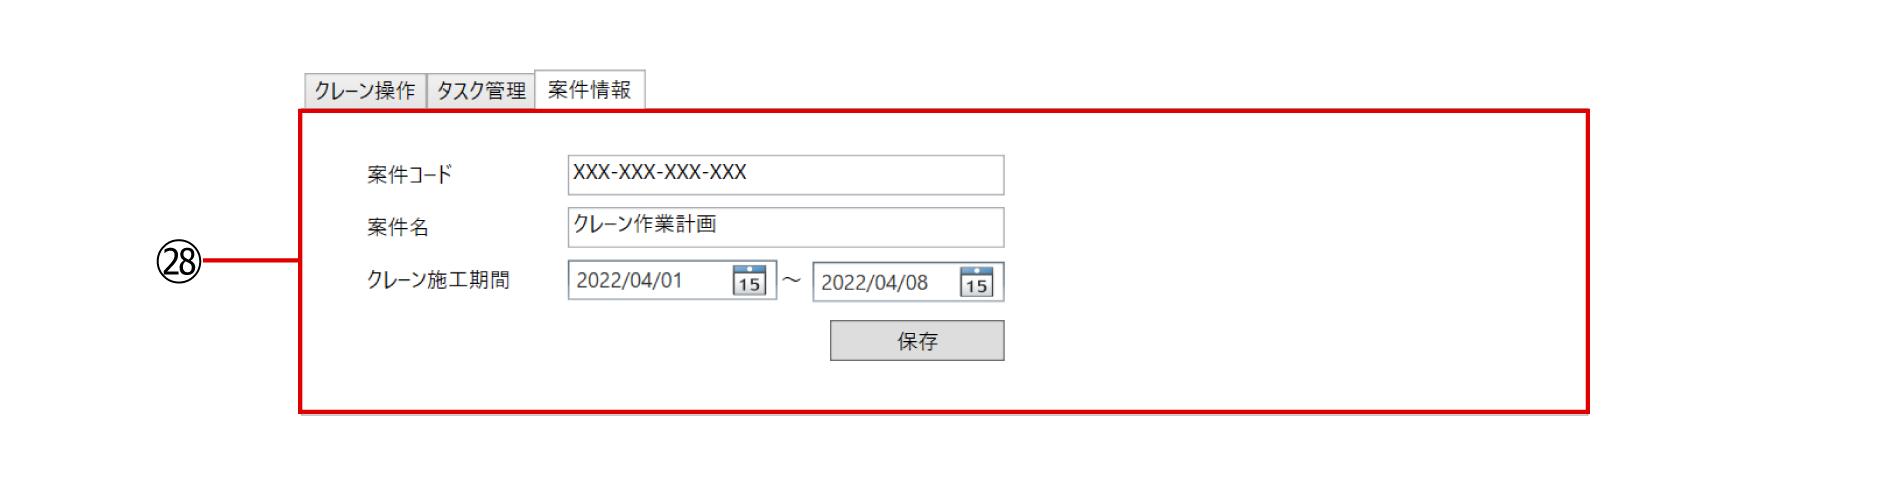 クレーン操作 タスク管理 案件情報
案件コード XXX-XXX-XXX-XXX
案件名 クレーン作業計画
㉘
クレーン施工期間 2022/04/01 15 ～ 2022/04/08 15
保存